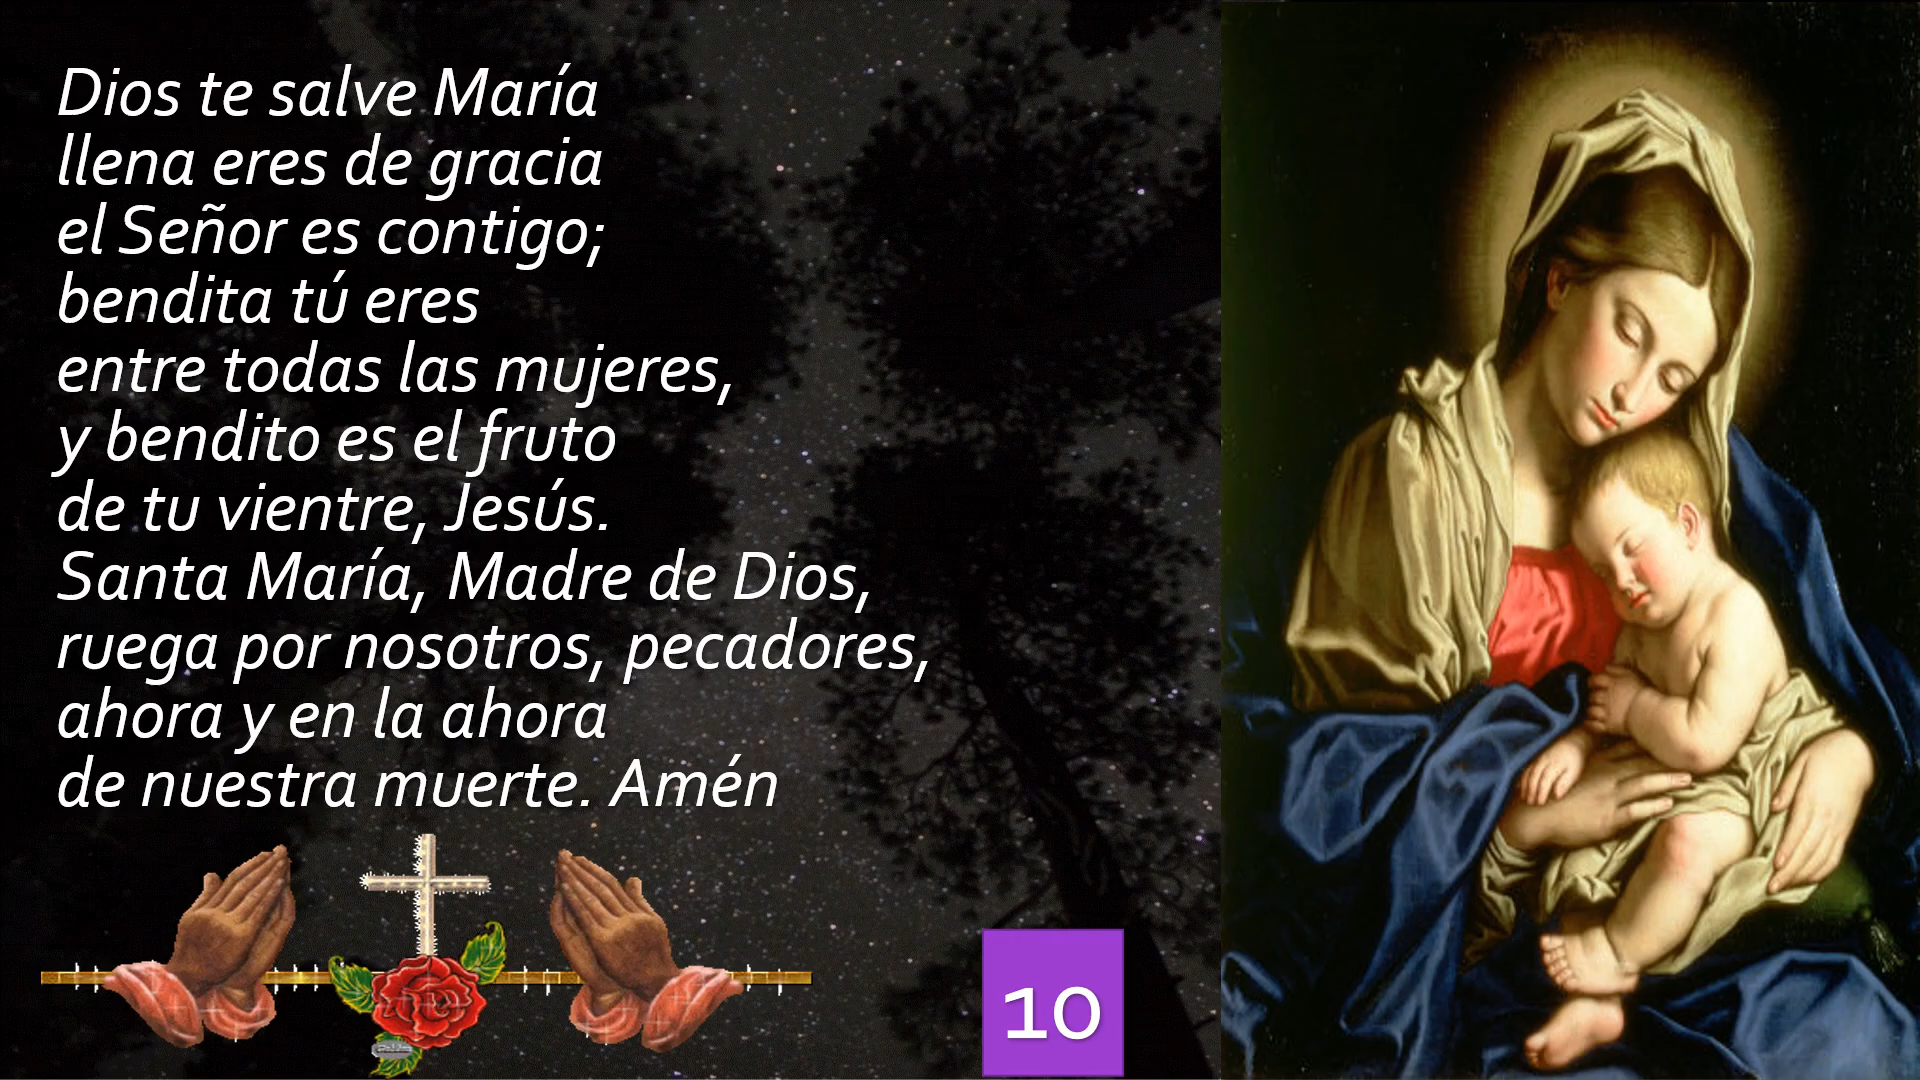 Dios te salve María
llena eres de gracia
el Señor es contigo;
bendita tú eres
entre todas las mujeres,
y bendito es el fruto
de tu vientre, Jesús.
Santa María, Madre de Dios,
ruega por nosotros, pecadores,
ahora y en la ahora
de nuestra muerte. Amén
10